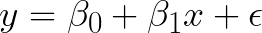 y = β₀ + β₁x + ϵ